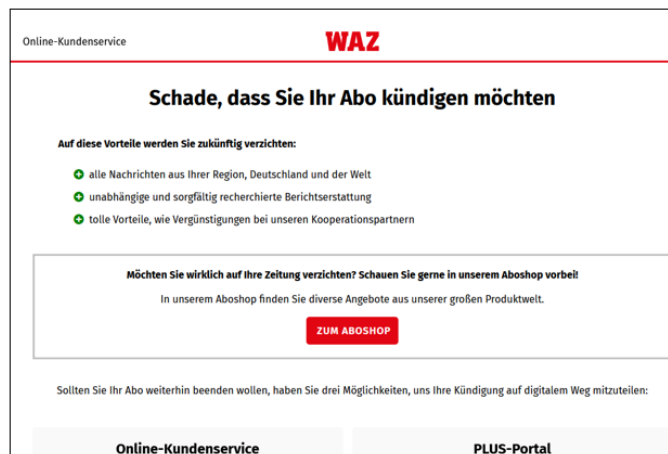 Online-Kundenservice
WAZ
Schade, dass Sie Ihr Abo kündigen möchten
Auf diese Vorteile werden Sie zukünftig verzichten:
alle Nachrichten aus Ihrer Region, Deutschland und der Welt
unabhängige und sorgfältig recherchierte Berichtserstattung
tolle Vorteile, wie Vergünstigungen bei unseren Kooperationspartnern
Möchten Sie wirklich auf Ihre Zeitung verzichten? Schauen Sie gerne in unserem Aboshop vorbei!
In unserem Aboshop finden Sie diverse Angebote aus unserer großen Produktwelt.
ZUM ABOSHOP
Sollten Sie Ihr Abo weiterhin beenden wollen, haben Sie drei Möglichkeiten, uns Ihre Kündigung auf digitalem Weg mitzuteilen:
Online-Kundenservice
PLUS-Portal